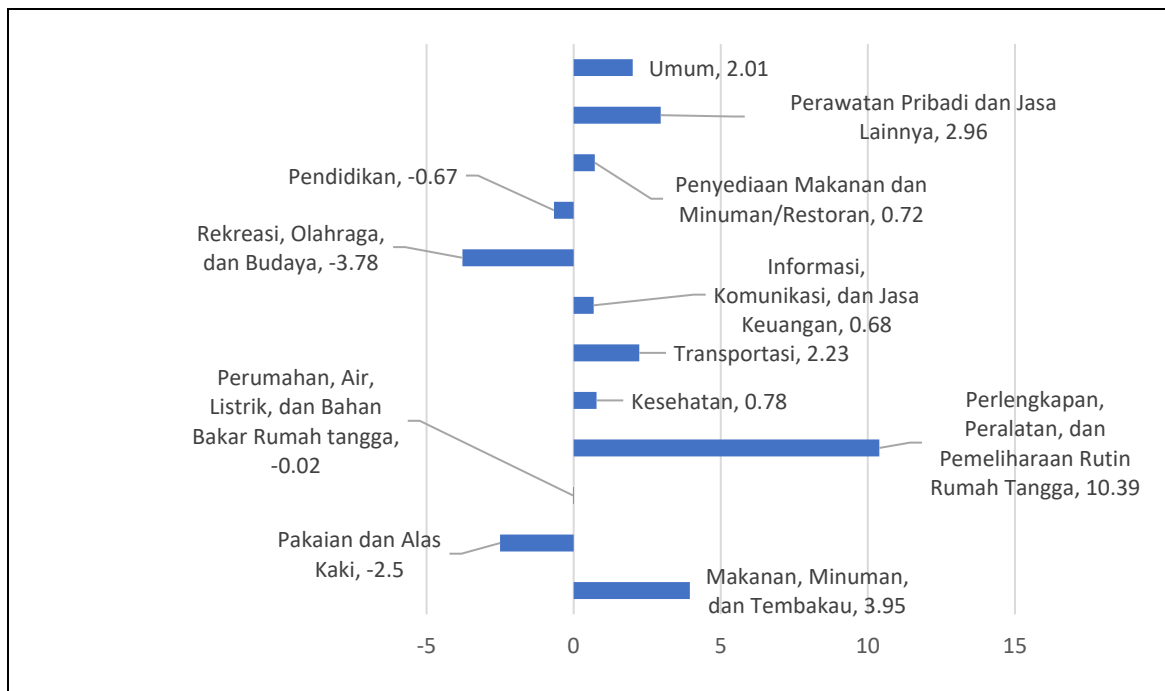 Umum, 2.01
Perawatan Pribadi dan Jasa
Lainnya, 2.96
Pendidikan, -0.67
Penyediaan Makanan dan
Minuman/Restoran, 0.72
Rekreasi, Olahraga,
dan Budaya, -3.78
Informasi,
Komunikasi, dan Jasa
Keuangan, 0.68
Transportasi, 2.23
Perumahan, Air,
Listrik, dan Bahan
Bakar Rumah tangga,
-0.02
Kesehatan, 0.78
Perlengkapan,
Peralatan, dan
Pemeliharaan Rutin
Rumah Tangga, 10.39
Pakaian dan Alas
Kaki, -2.5
Makanan, Minuman,
dan Tembakau, 3.95
-5 0 5 10 15